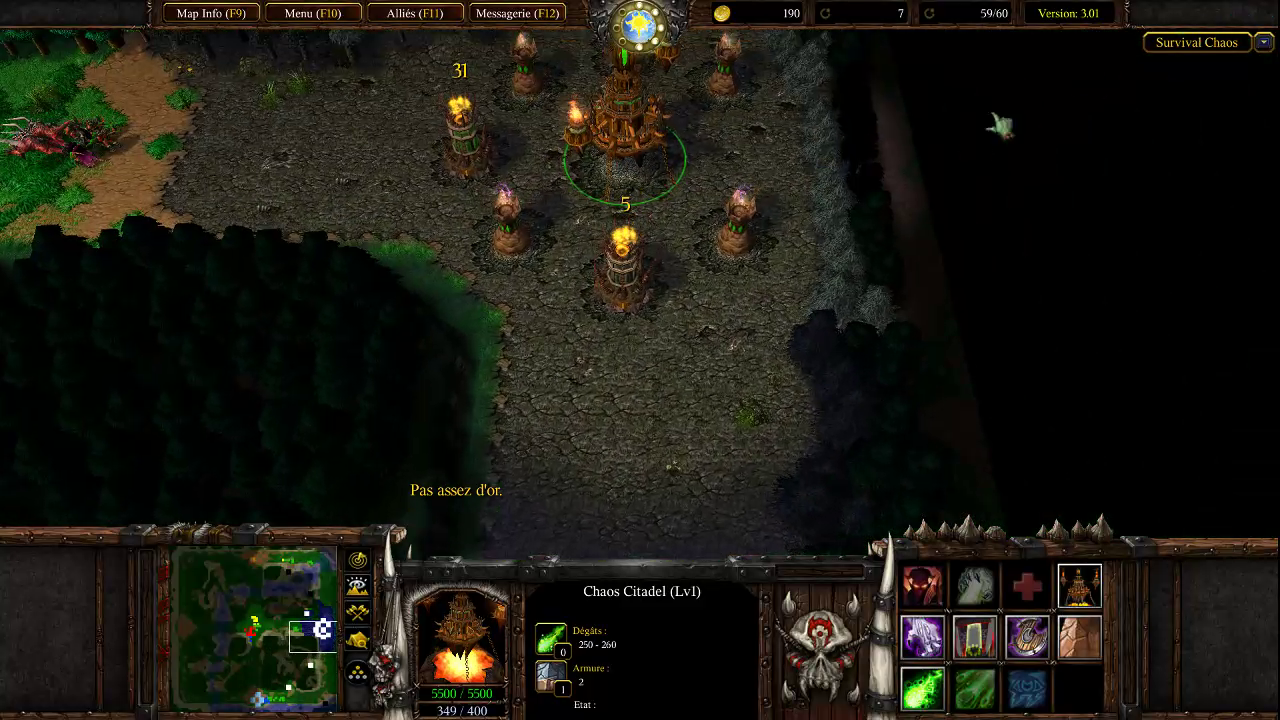 Map Info (F9)
Menu (F10)
Alliés (F11)
Messagerie (F12)
190
7
59/60
Version: 3.01
Survival Chaos
31
5
Pas assez d'or.
Chaos Citadel (Lv1)
Dégâts :
250 - 260
0
Armure :
2
1
Etat :
5500 / 5500
349 / 400